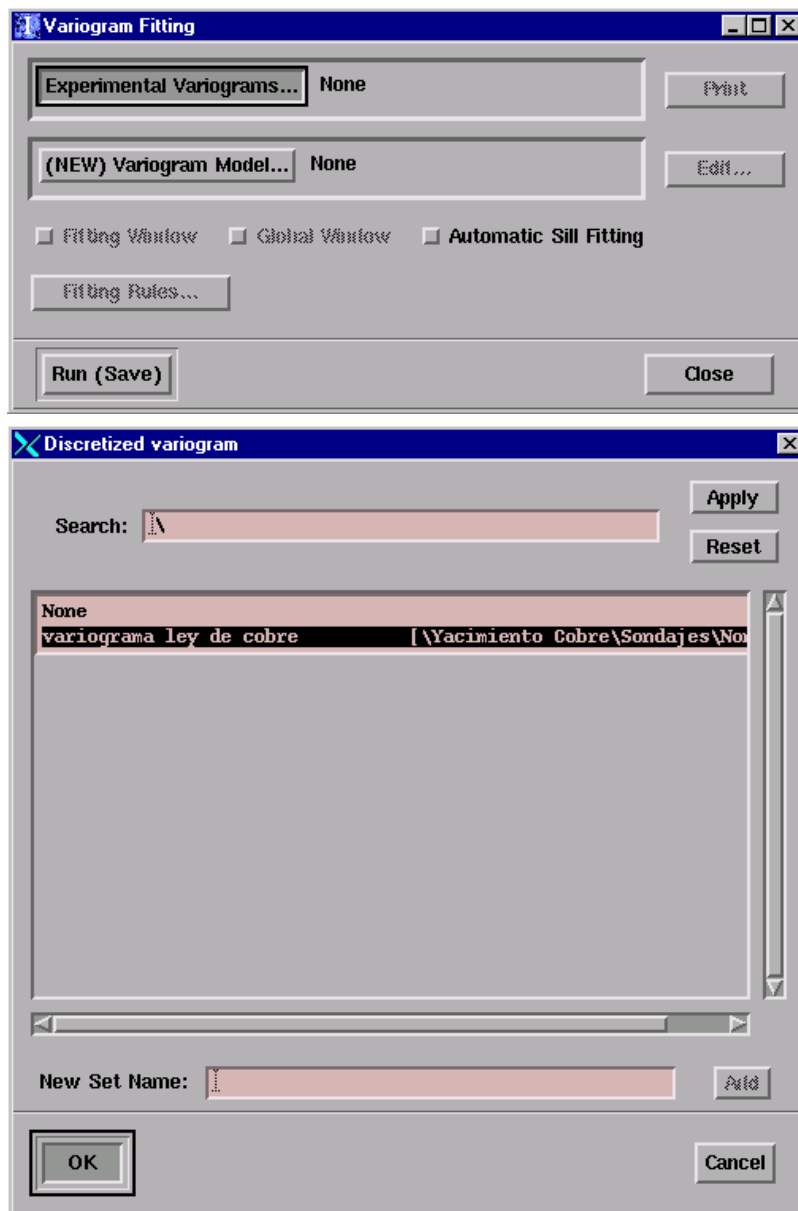 Variogram Fitting
Experimental Variograms... None
Print
(NEW) Variogram Model... None
Edit...
Fitting Window Global Window Automatic Sill Fitting
Fitting Rules...
Run (Save) Close
Discretized variogram
Apply
Search: \
Reset
None
variograma ley de cobre [\Yacimiento Cobre\Sondajes\Non
New Set Name: Add
OK Cancel